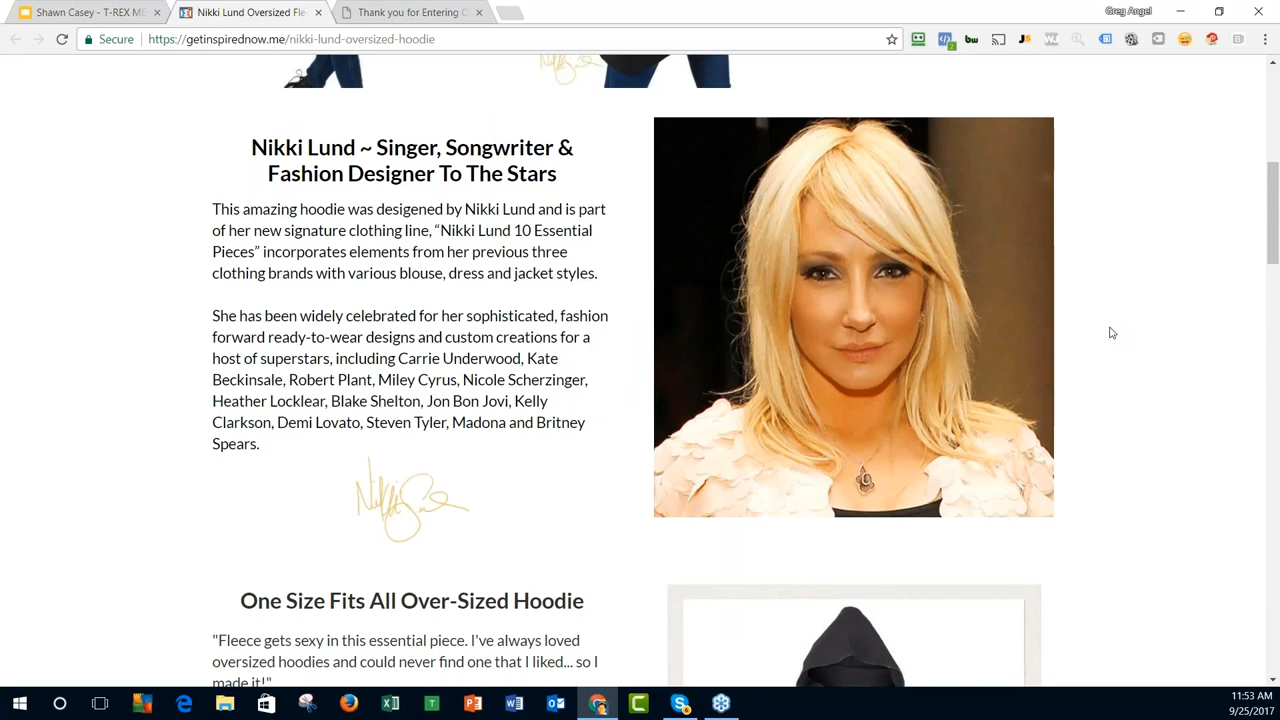 Shawn Casey - T-REX ME
Nikki Lund Oversized Fle
Thank you for Entering C
Greg Angel
Secure
https://getinspirednow.me/nikki-lund-oversized-hoodie
Nikki Lund ~ Singer, Songwriter &
Fashion Designer To The Stars
This amazing hoodie was desigened by Nikki Lund and is part
of her new signature clothing line, “Nikki Lund 10 Essential
Pieces” incorporates elements from her previous three
clothing brands with various blouse, dress and jacket styles.
She has been widely celebrated for her sophisticated, fashion
forward ready-to-wear designs and custom creations for a
host of superstars, including Carrie Underwood, Kate
Beckinsale, Robert Plant, Miley Cyrus, Nicole Scherzinger,
Heather Locklear, Blake Shelton, Jon Bon Jovi, Kelly
Clarkson, Demi Lovato, Steven Tyler, Madona and Britney
Spears.
One Size Fits All Over-Sized Hoodie
"Fleece gets sexy in this essential piece. I've always loved
oversized hoodies and could never find one that I liked... so I
made it!"
11:53 AM
9/25/2017